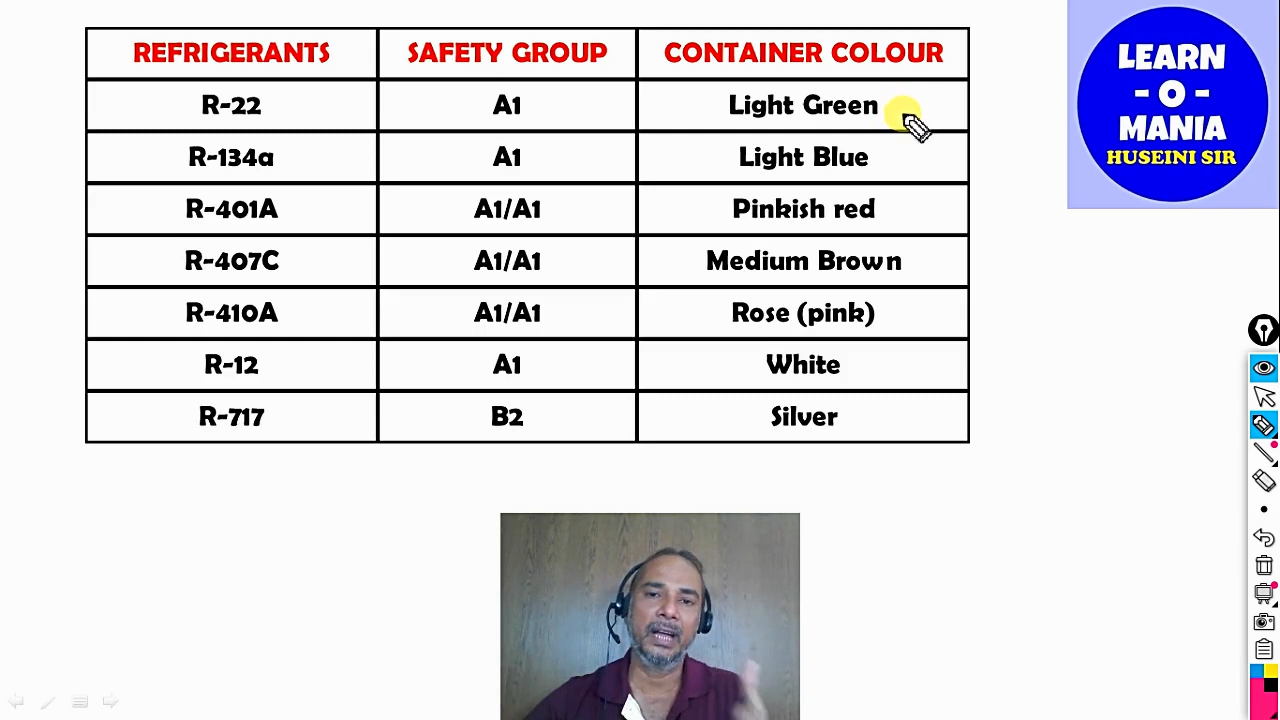 REFRIGERANTS SAFETY GROUP CONTAINER COLOUR
R-22 A1 Light Green
R-134a A1 Light Blue
R-401A A1/A1 Pinkish red
R-407C A1/A1 Medium Brown
R-410A A1/A1 Rose (pink)
R-12 A1 White
R-717 B2 Silver
LEARN
- O -
MANIA
HUSEINI SIR